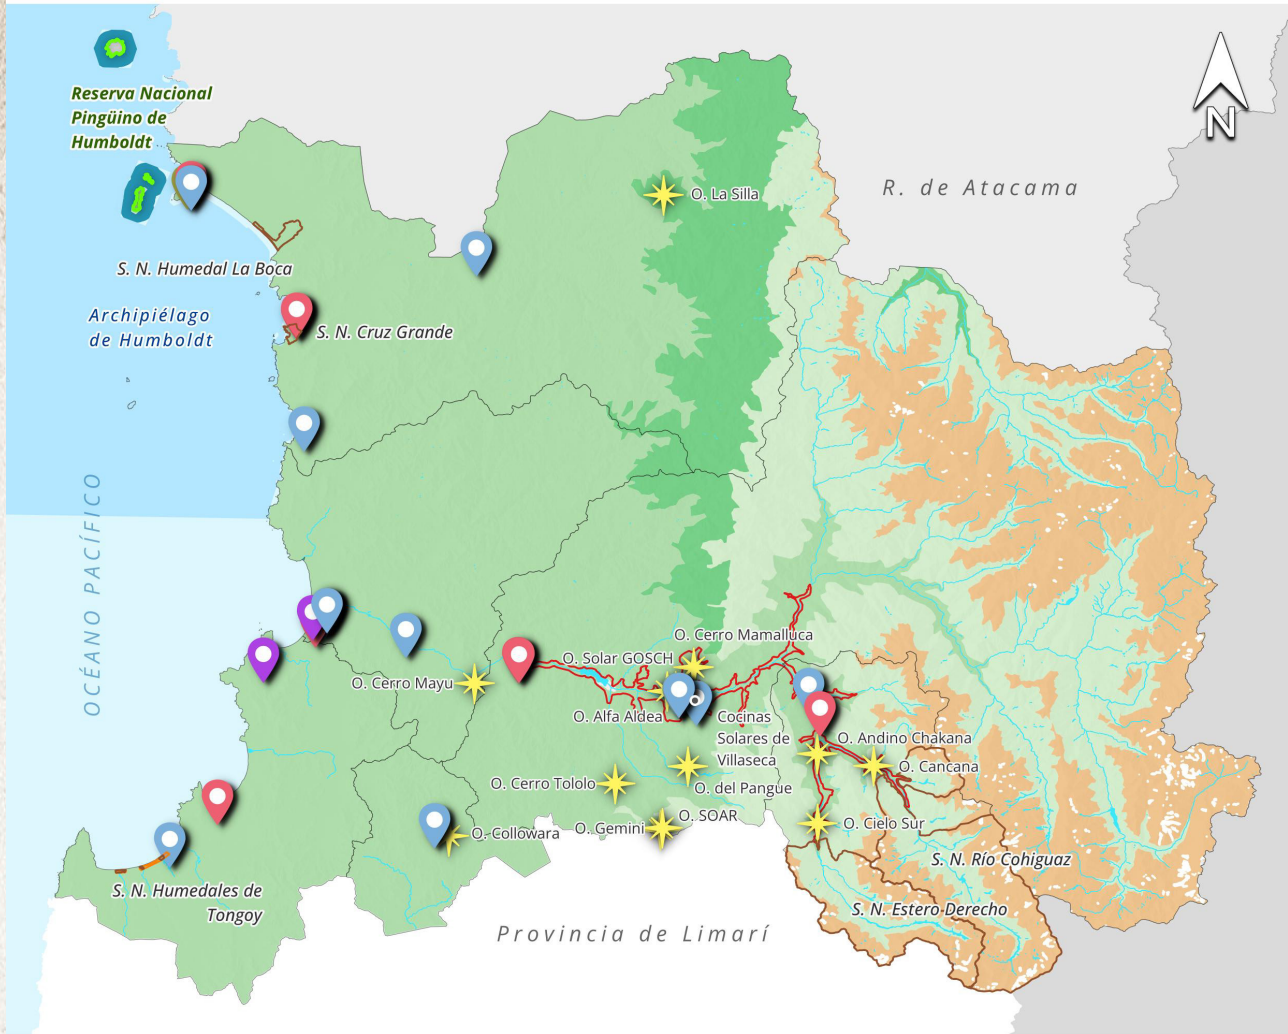 Reserva Nacional
Pingüino de
Humboldt
N
R. de Atacama
O. La Silla
S. N. Humedal La Boca
Archipiélago
de Humboldt
S. N. Cruz Grande
OCÉANO PACÍFICO
O. Cerro Mamalluca
O. Solar GOSCH
O. Cerro Mayu
O. Alfa Aldea
Cocinas
Solares de
Villaseca
O. Andino Chakana
O. Cancana
O. Cerro Tololo
O. del Pangue
O. SOAR
O. Gemini
O. Collowara
O. Cielo Sur
S. N. Río Cohiguaz
S. N. Humedales de
Tongoy
S. N. Estero Derecho
Provincia de Limarí